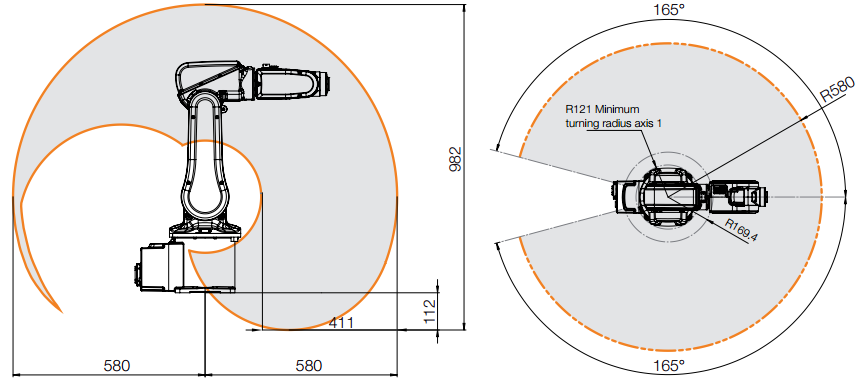 982
112
411
580
580
165°
R580
R121 Minimum
turning radius axis 1
R169.4
165°